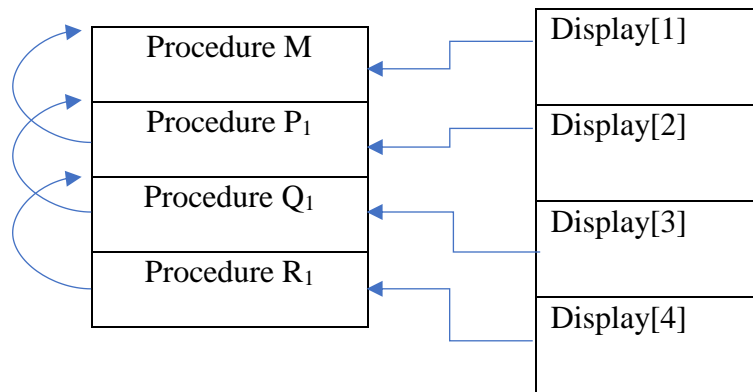 Procedure M
Procedure P₁
Procedure Q₁
Procedure R₁
Display[1]
Display[2]
Display[3]
Display[4]